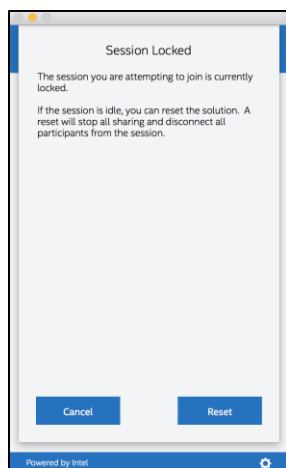 Session Locked
The session you are attempting to join is currently
locked.
If the session is idle, you can reset the solution.  A
reset will stop all sharing and disconnect all
participants from the session.
Cancel
Reset
Powered by Intel